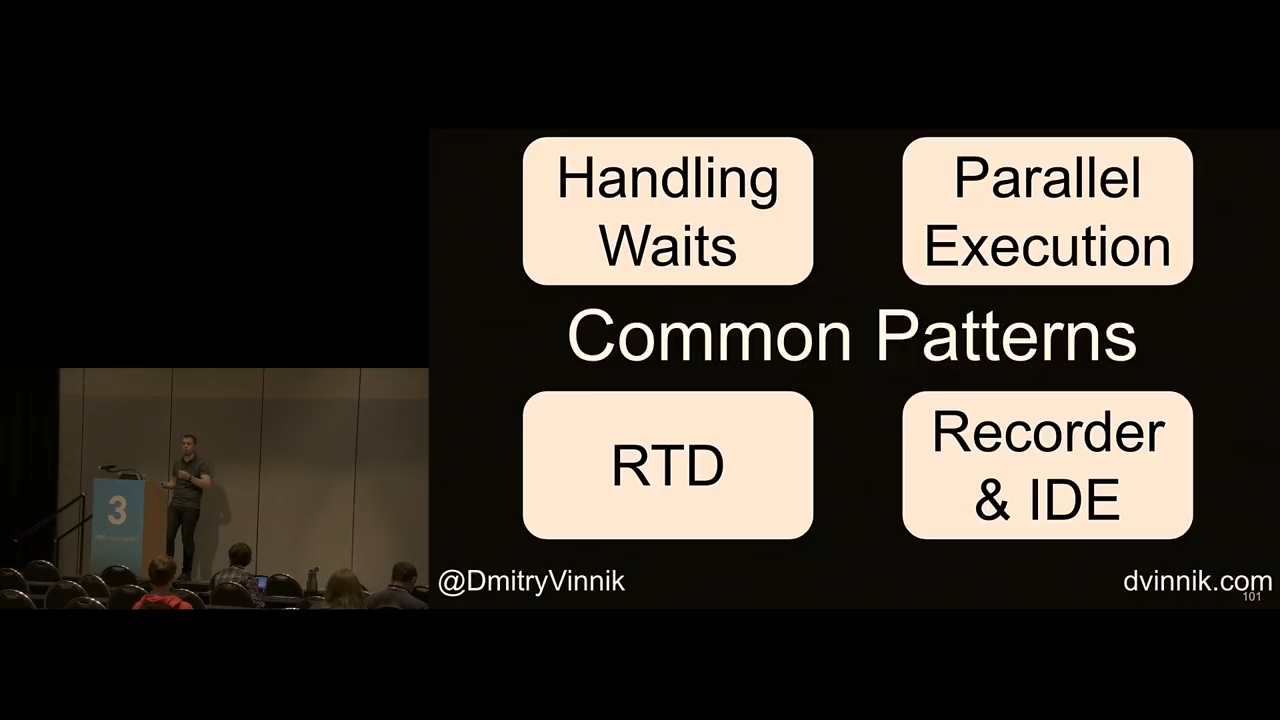 Handling
Waits
Parallel
Execution
Common Patterns
RTD
Recorder
& IDE
@DmitryVinnik
dvinnik.com
101
3